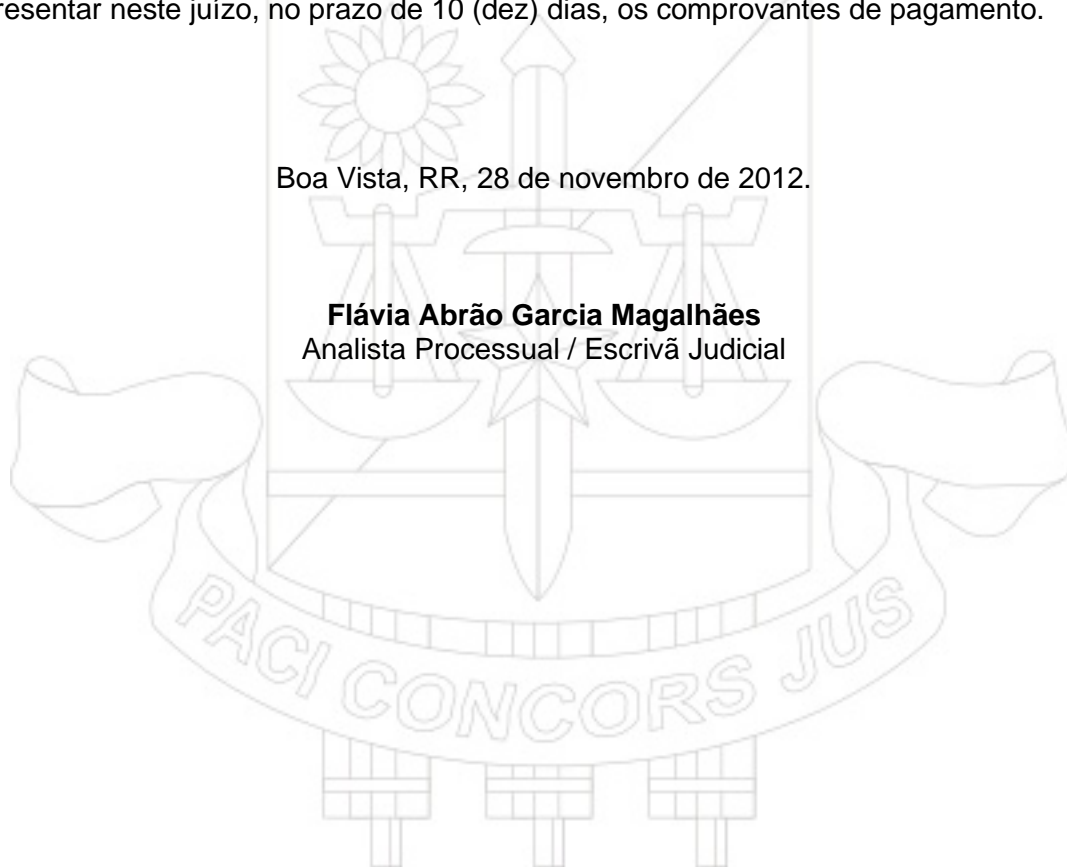 resentar neste juízo, no prazo de 10 (dez) dias, os comprovantes de pagamento.
Boa Vista, RR, 28 de novembro de 2012.
Flávia Abrão Garcia Magalhães
Analista Processual / Escrivã Judicial
PACI CONCORS JUS